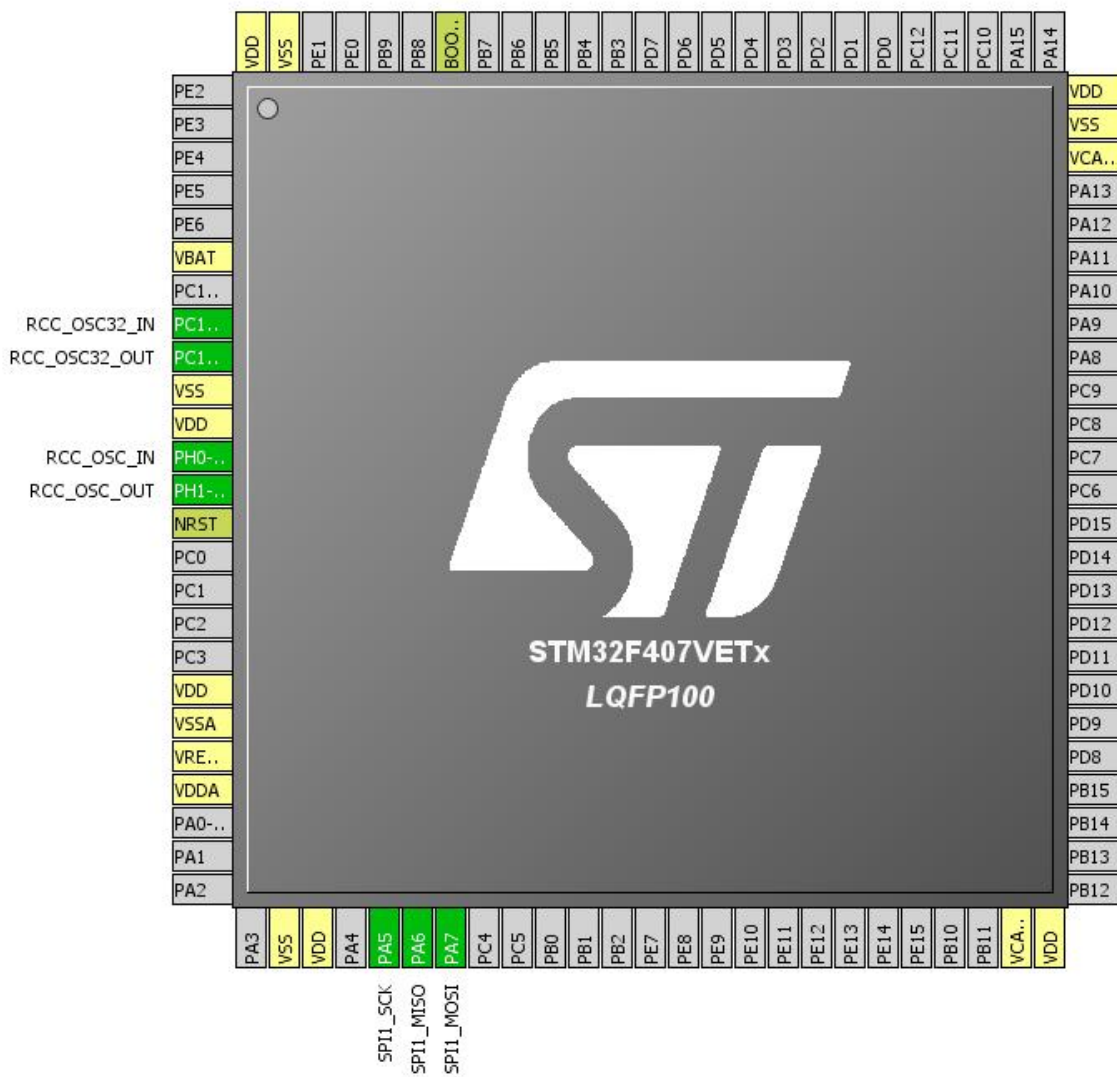 VDD
VSS
PE1
PE0
PB9
PB8
BOO..
PB7
PB6
PB5
PB4
PB3
PD7
PD6
PD5
PD4
PD3
PD2
PD1
PD0
PC12
PC11
PC10
PA15
PA14
PE2
PE3
PE4
PE5
PE6
VBAT
PC1..
RCC_OSC32_IN PC1..
RCC_OSC32_OUT PC1..
VSS
VDD
RCC_OSC_IN PH0-..
RCC_OSC_OUT PH1-..
NRST
PC0
PC1
PC2
PC3
VDD
VSSA
VRE..
VDDA
PA0-..
PA1
PA2
ST
STM32F407VETx
LQFP100
VDD
VSS
VCA..
PA13
PA12
PA11
PA10
PA9
PA8
PC9
PC8
PC7
PC6
PD15
PD14
PD13
PD12
PD11
PD10
PD9
PD8
PB15
PB14
PB13
PB12
PA3
VSS
VDD
PA4
PA5
PA6
PA7
PC4
PC5
PB0
PB1
PB2
PE7
PE8
PE9
PE10
PE11
PE12
PE13
PE14
PE15
PB10
PB11
VCA..
VDD
SPI1_SCK
SPI1_MISO
SPI1_MOSI